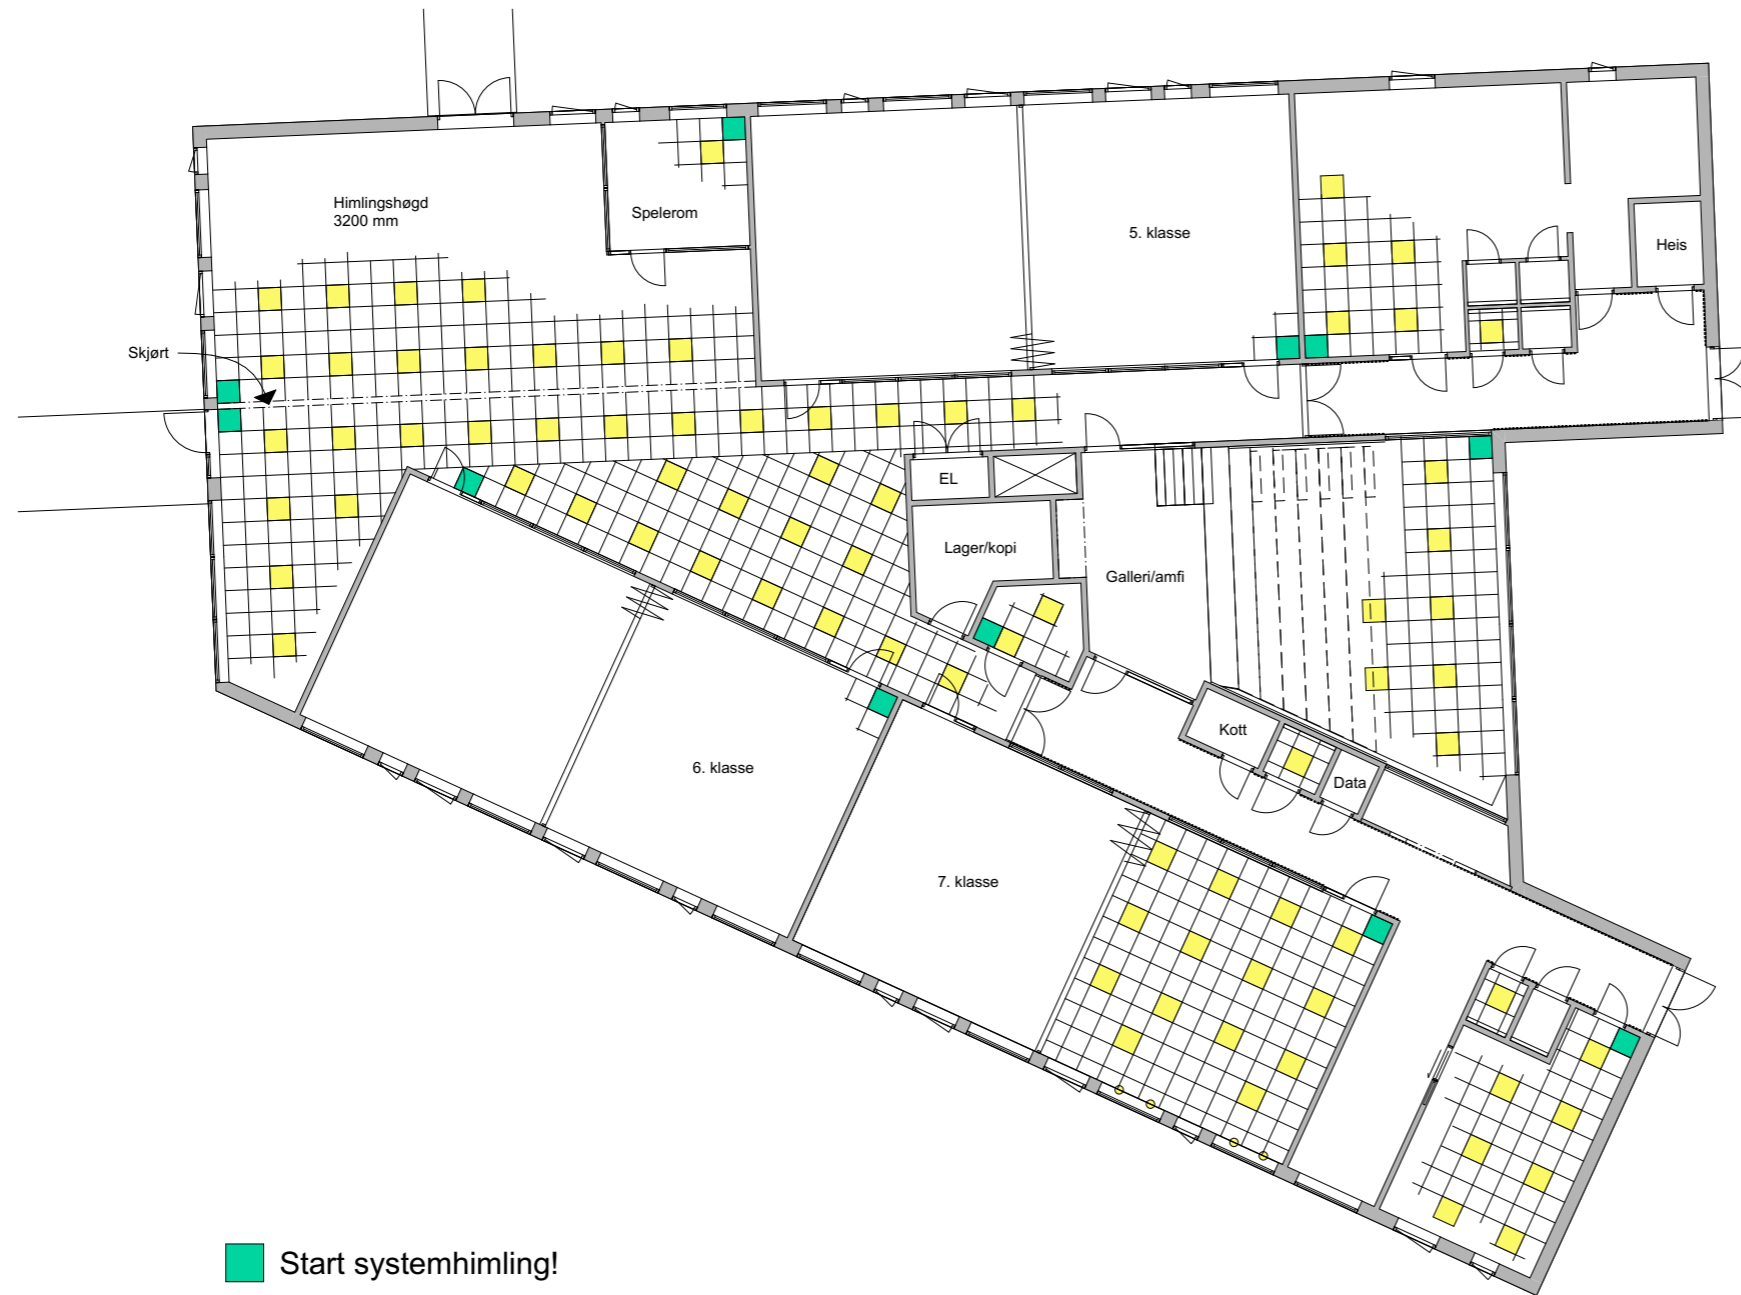 Himlingshøgd
3200 mm
Spelerom
5. klasse
Heis
Skjørt
EL
Lager/kopi
Galleri/amfi
Kott
Data
6. klasse
7. klasse
Start systemhimling!